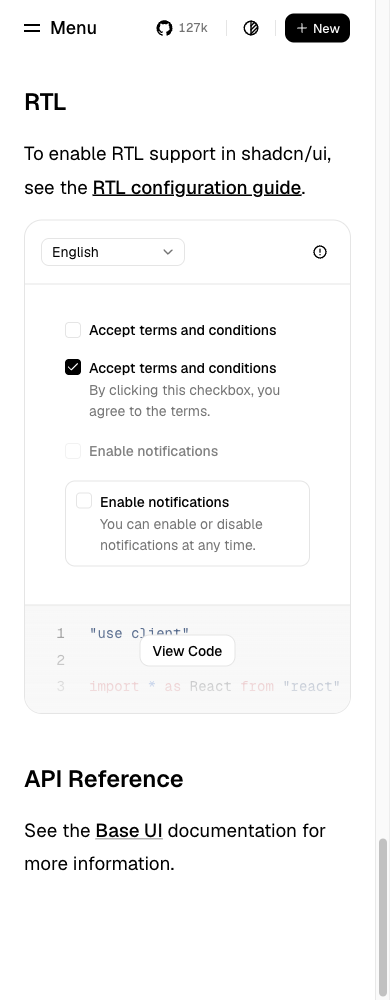 Menu 127k + New
RTL
To enable RTL support in shadcn/ui,
see the RTL configuration guide.
English
Accept terms and conditions
Accept terms and conditions
By clicking this checkbox, you
agree to the terms.
Enable notifications
Enable notifications
You can enable or disable
notifications at any time.
1 "use client"
View Code
2
3 import * as React from "react"
API Reference
See the Base UI documentation for
more information.